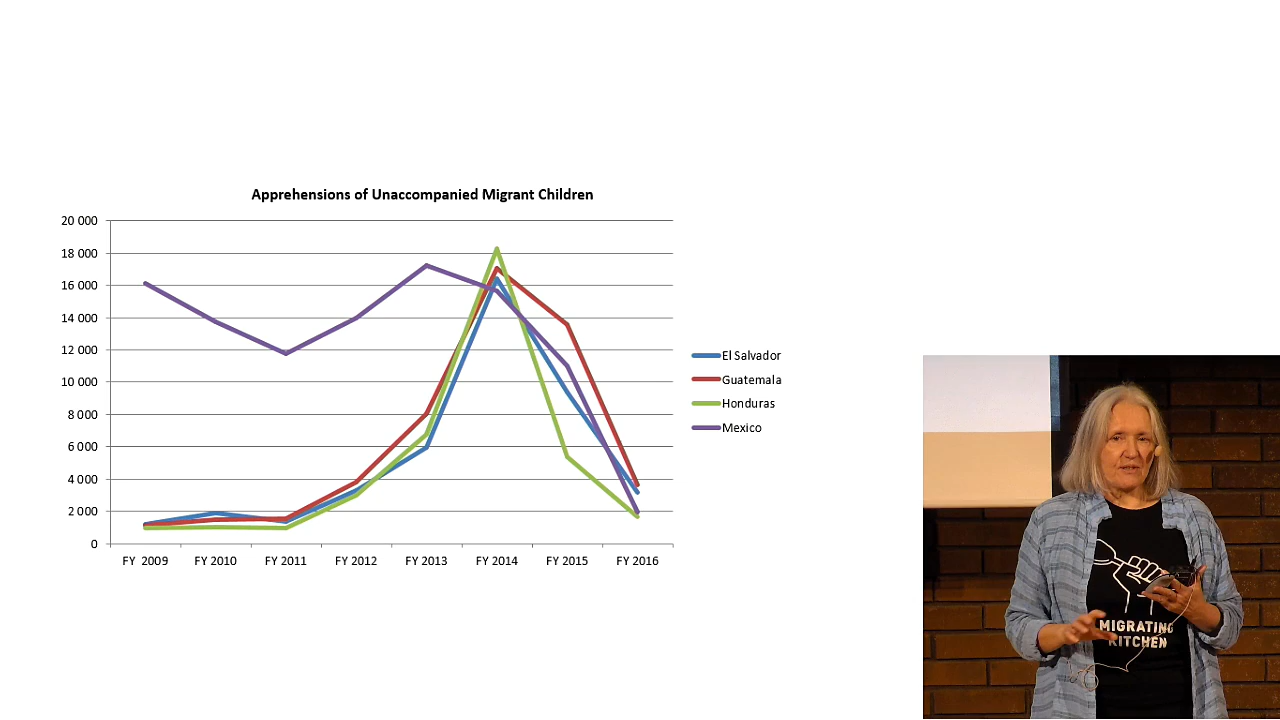 Apprehensions of Unaccompanied Migrant Children
20 000
18 000
16 000
14 000
12 000
10 000
8 000
6 000
4 000
2 000
0
FY 2009
FY 2010
FY 2011
FY 2012
FY 2013
FY 2014
FY 2015
FY 2016
El Salvador
Guatemala
Honduras
Mexico
MIGRATING
KITCHEN